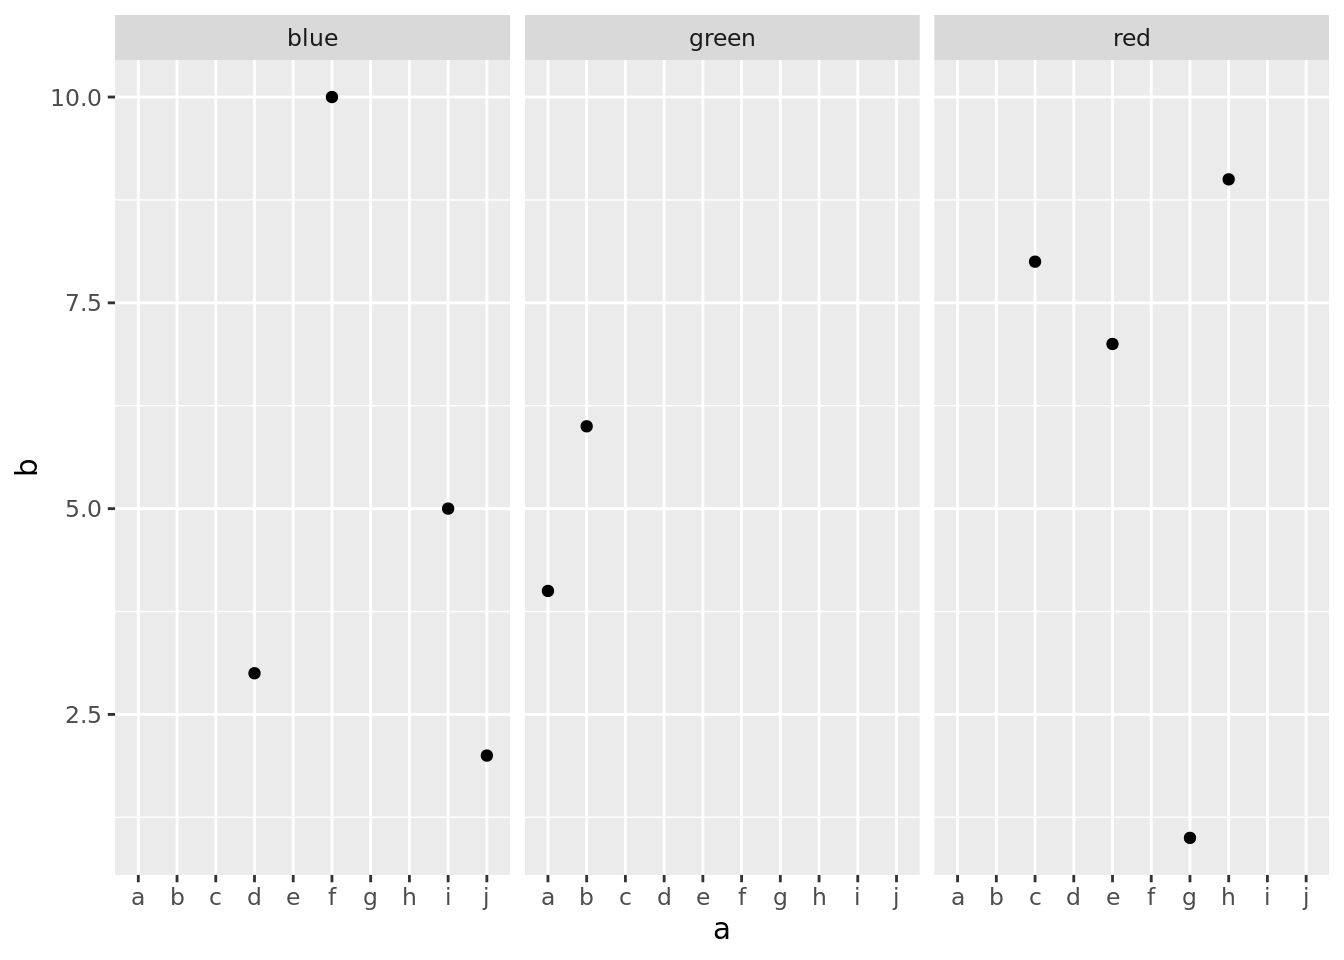 blue green red
10.0
7.5
5.0
2.5
b
a b c d e f g h i j a b c d e f g h i j a b c d e f g h i j
a